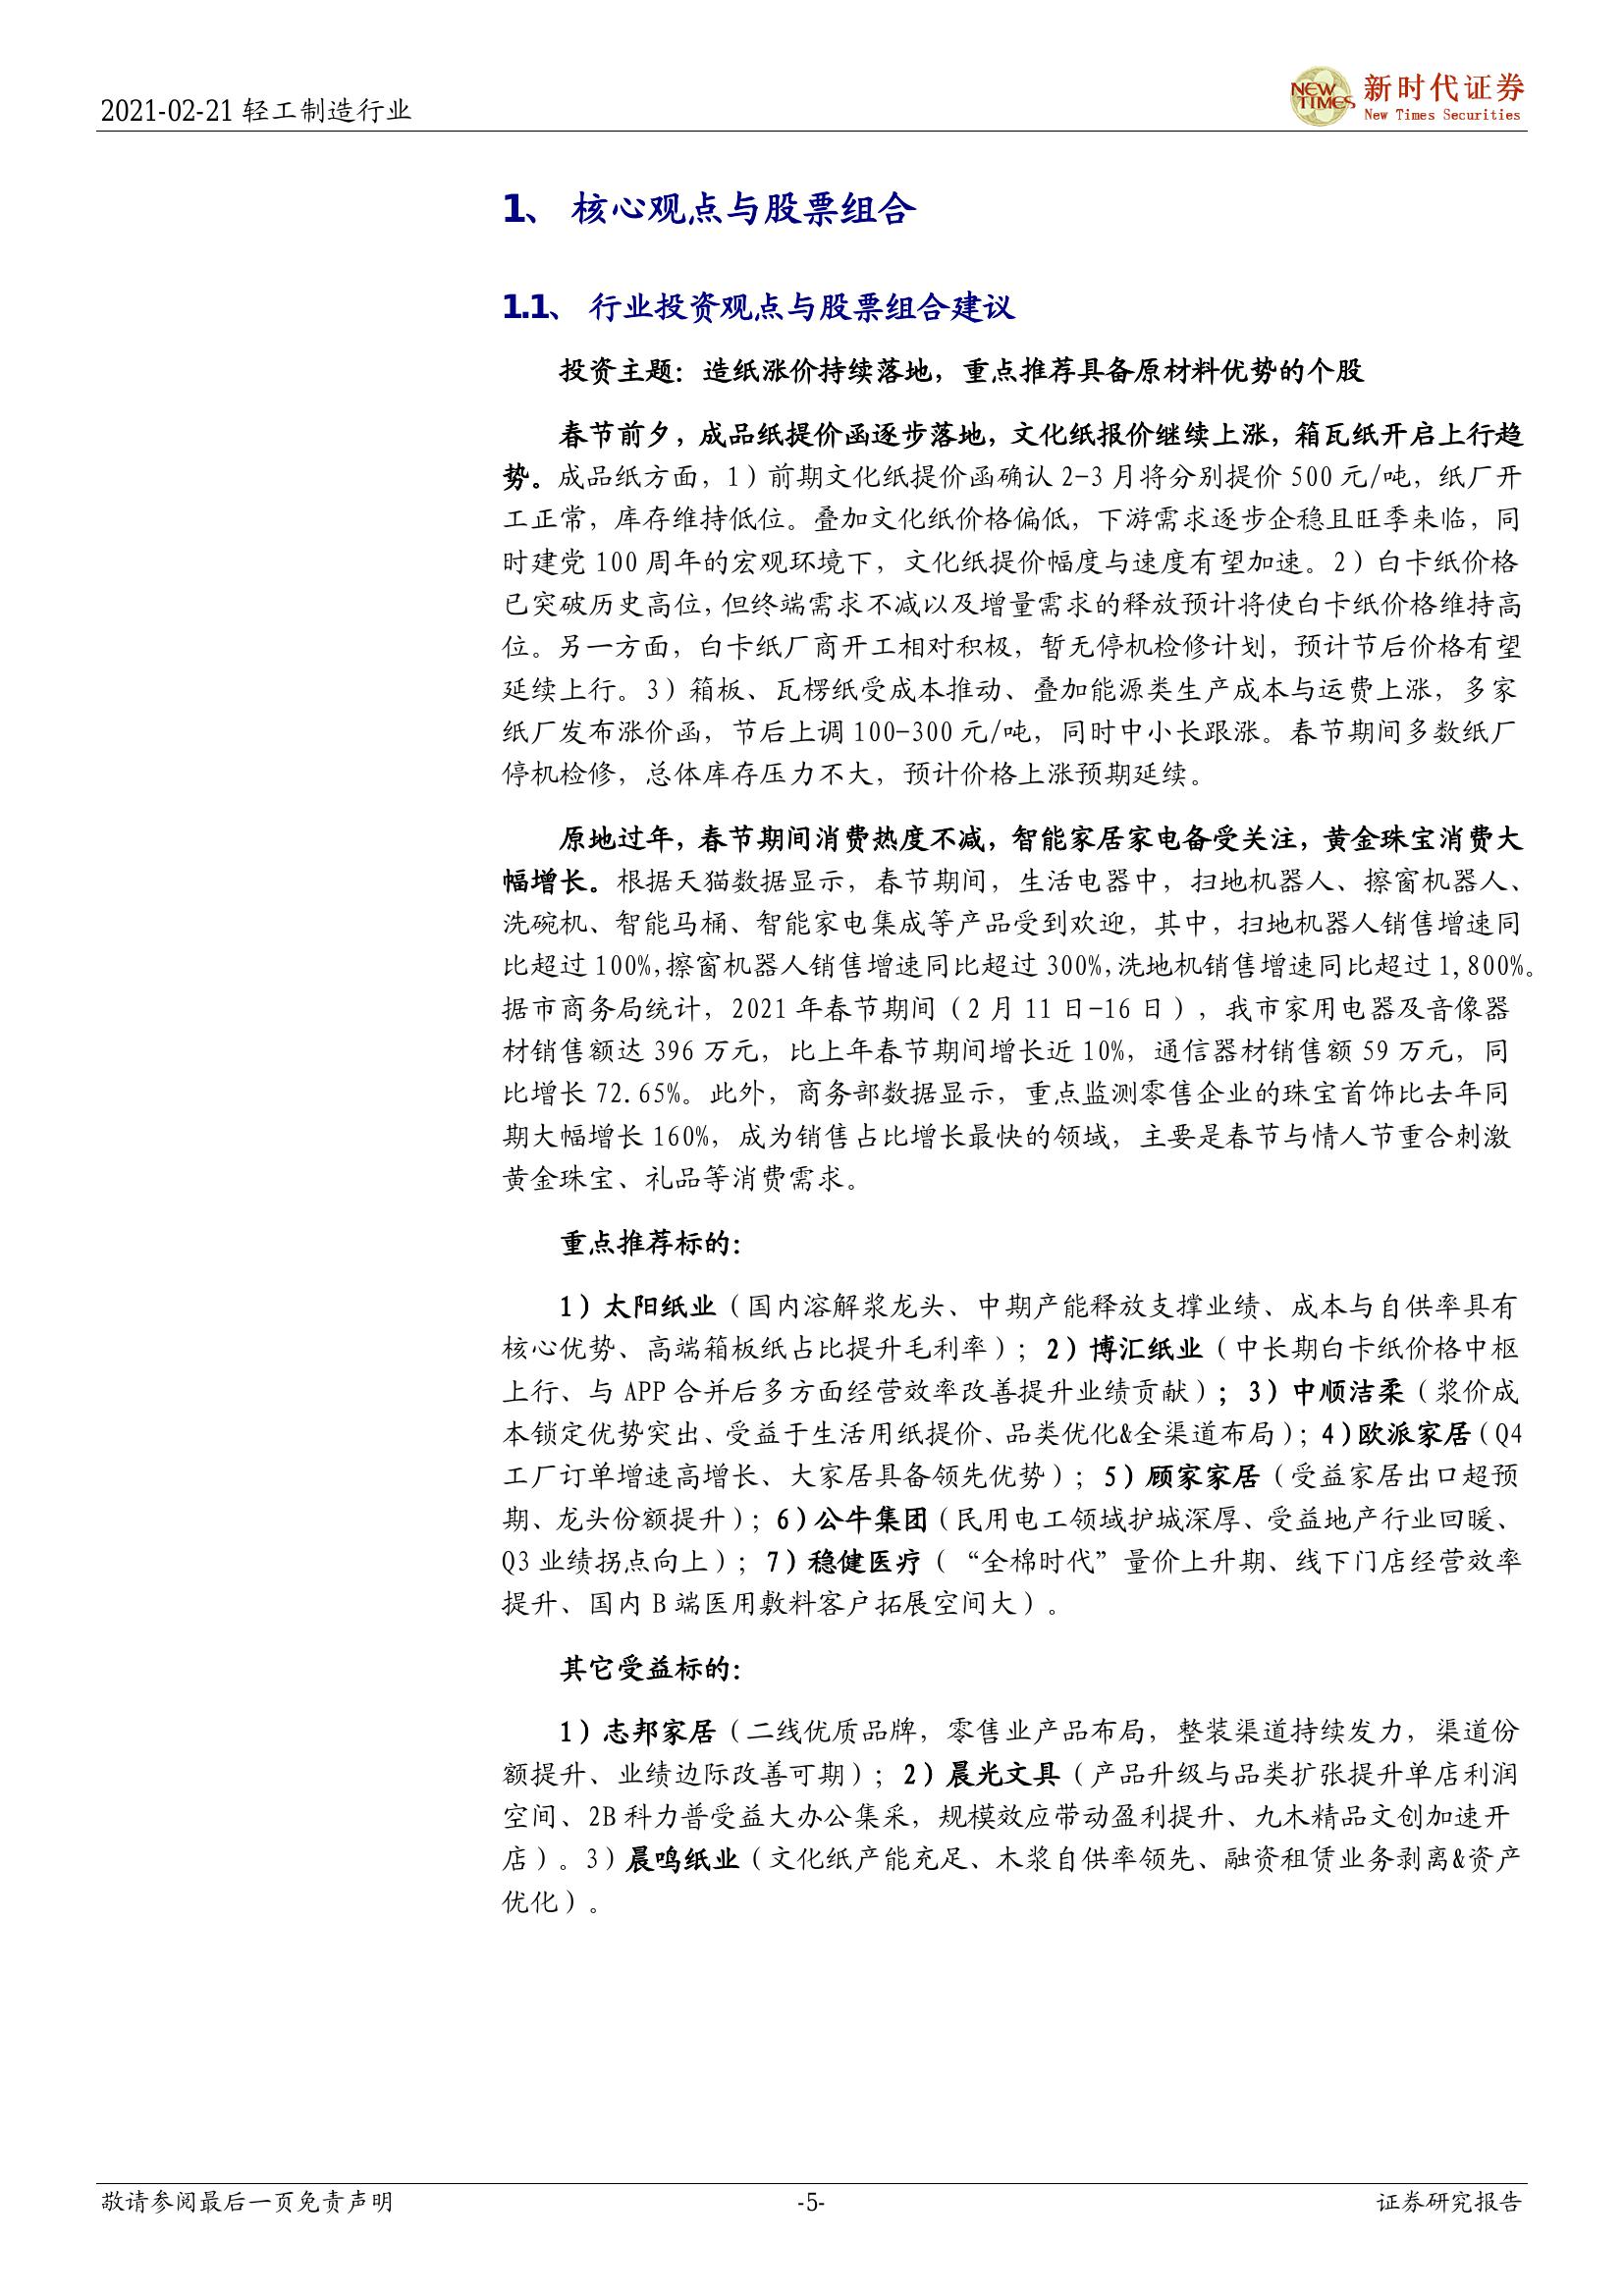 2021-02-21 轻工制造行业
NEW TIMES
新时代证券
New Times Securities
1、 核心观点与股票组合
1.1、 行业投资观点与股票组合建议
投资主题：造纸涨价持续落地，重点推荐具备原材料优势的个股
春节前夕，成品纸提价函逐步落地，文化纸报价继续上涨，箱瓦纸开启上行趋
势。成品纸方面，1）前期文化纸提价函确认 2-3 月将分别提价 500 元/吨，纸厂开
工正常，库存维持低位。叠加文化纸价格偏低，下游需求逐步企稳且旺季来临，同
时建党 100 周年的宏观环境下，文化纸提价幅度与速度有望加速。2）白卡纸价格
已突破历史高位，但终端需求不减以及增量需求的释放预计将使白卡纸价格维持高
位。另一方面，白卡纸厂商开工相对积极，暂无停机检修计划，预计节后价格有望
延续上行。3）箱板、瓦楞纸受成本推动、叠加能源类生产成本与运费上涨，多家
纸厂发布涨价函，节后上调 100-300 元/吨，同时中小长跟涨。春节期间多数纸厂
停机检修，总体库存压力不大，预计价格上涨预期延续。
原地过年，春节期间消费热度不减，智能家居家电备受关注，黄金珠宝消费大
幅增长。根据天猫数据显示，春节期间，生活电器中，扫地机器人、擦窗机器人、
洗碗机、智能马桶、智能家电集成等产品受到欢迎，其中，扫地机器人销售增速同
比超过 100%，擦窗机器人销售增速同比超过 300%，洗地机销售增速同比超过 1,800%。
据市商务局统计，2021 年春节期间（2 月 11 日-16 日），我市家用电器及音像器
材销售额达 396 万元，比上年春节期间增长近 10%，通信器材销售额 59 万元，同
比增长 72.65%。此外，商务部数据显示，重点监测零售企业的珠宝首饰比去年同
期大幅增长 160%，成为销售占比增长最快的领域，主要是春节与情人节重合刺激
黄金珠宝、礼品等消费需求。
重点推荐标的：
1）太阳纸业（国内溶解浆龙头、中期产能释放支撑业绩、成本与自供率具有
核心优势、高端箱板纸占比提升毛利率）；2）博汇纸业（中长期白卡纸价格中枢
上行、与 APP 合并后多方面经营效率改善提升业绩贡献）；3）中顺洁柔（浆价成
本锁定优势突出、受益于生活用纸提价、品类优化&全渠道布局）；4）欧派家居（Q4
工厂订单增速高增长、大家居具备领先优势）；5）顾家家居（受益家居出口超预
期、龙头份额提升）；6）公牛集团（民用电工领域护城深厚、受益地产行业回暖、
Q3 业绩拐点向上）；7）稳健医疗（“全棉时代”量价上升期、线下门店经营效率
提升、国内 B 端医用敷料客户拓展空间大）。
其它受益标的：
1）志邦家居（二线优质品牌，零售业产品布局，整装渠道持续发力，渠道份
额提升、业绩边际改善可期）；2）晨光文具（产品升级与品类扩张提升单店利润
空间、2B 科力普受益大办公集采，规模效应带动盈利提升、九木精品文创加速开
店）。3）晨鸣纸业（文化纸产能充足、木浆自供率领先、融资租赁业务剥离&资产
优化）。
敬请参阅最后一页免责声明
-5-
证券研究报告